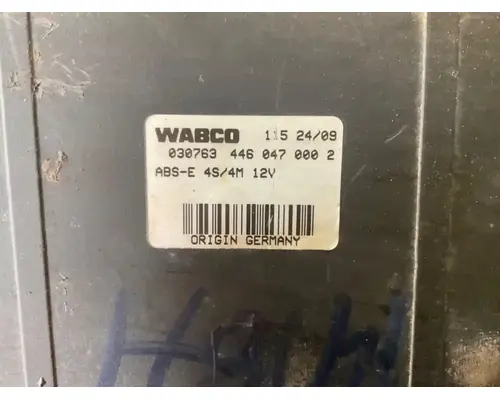 WABCO 115 24/09
030763 446 047 000 2
ABS-E 4S/4M 12V
ORIGIN GERMANY